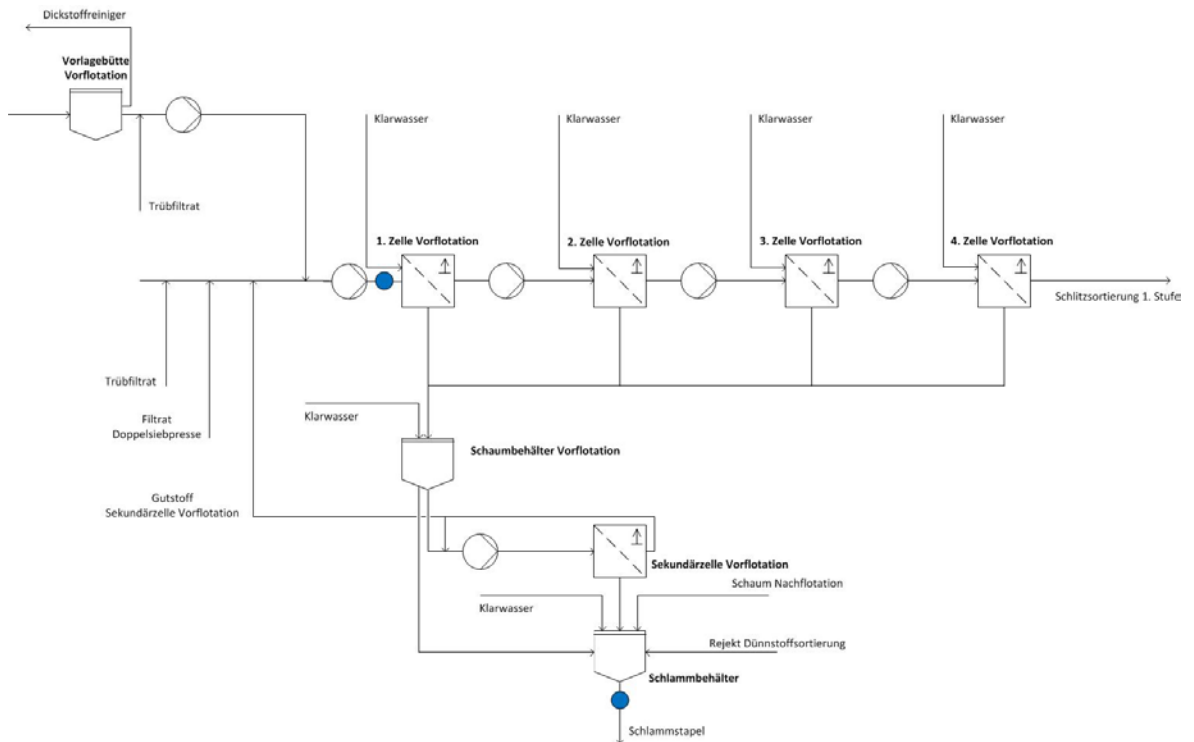 Dickstoffreiniger
Vorlagebütte
Vorflotation
Klarwasser
Klarwasser
Klarwasser
Klarwasser
Trübfiltrat
1. Zelle Vorflotation
2. Zelle Vorflotation
3. Zelle Vorflotation
4. Zelle Vorflotation
Schlitzsortierung 1. Stufe
Trübfiltrat
Klarwasser
Filtrat
Doppelsiebpresse
Schaumbehälter Vorflotation
Gutstoff
Sekundärzelle Vorflotation
Sekundärzelle Vorflotation
Schaum Nachflotation
Klarwasser
Rejekt Dünnstoffsortierung
Schlammbehälter
Schlammstapel